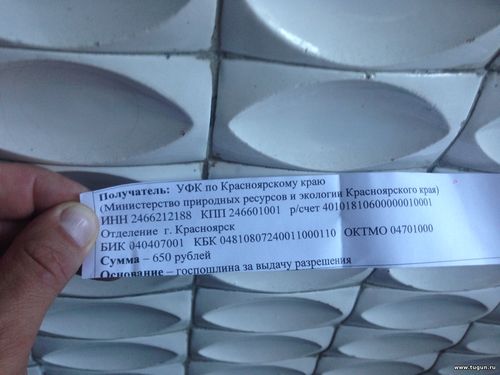 Получатель: УФК по Красноярскому краю
(Министерство природных ресурсов и экологии Красноярского края)
ИНН 2466212188 КПП 246601001 р/счет 40101810600000010001
Отделение г. Красноярск
БИК 040407001 КБК 04810807240011000110 ОКТМО 04701000
Сумма – 650 рублей
Основание – госпошлина за выдачу разрешения
www.tugun.ru